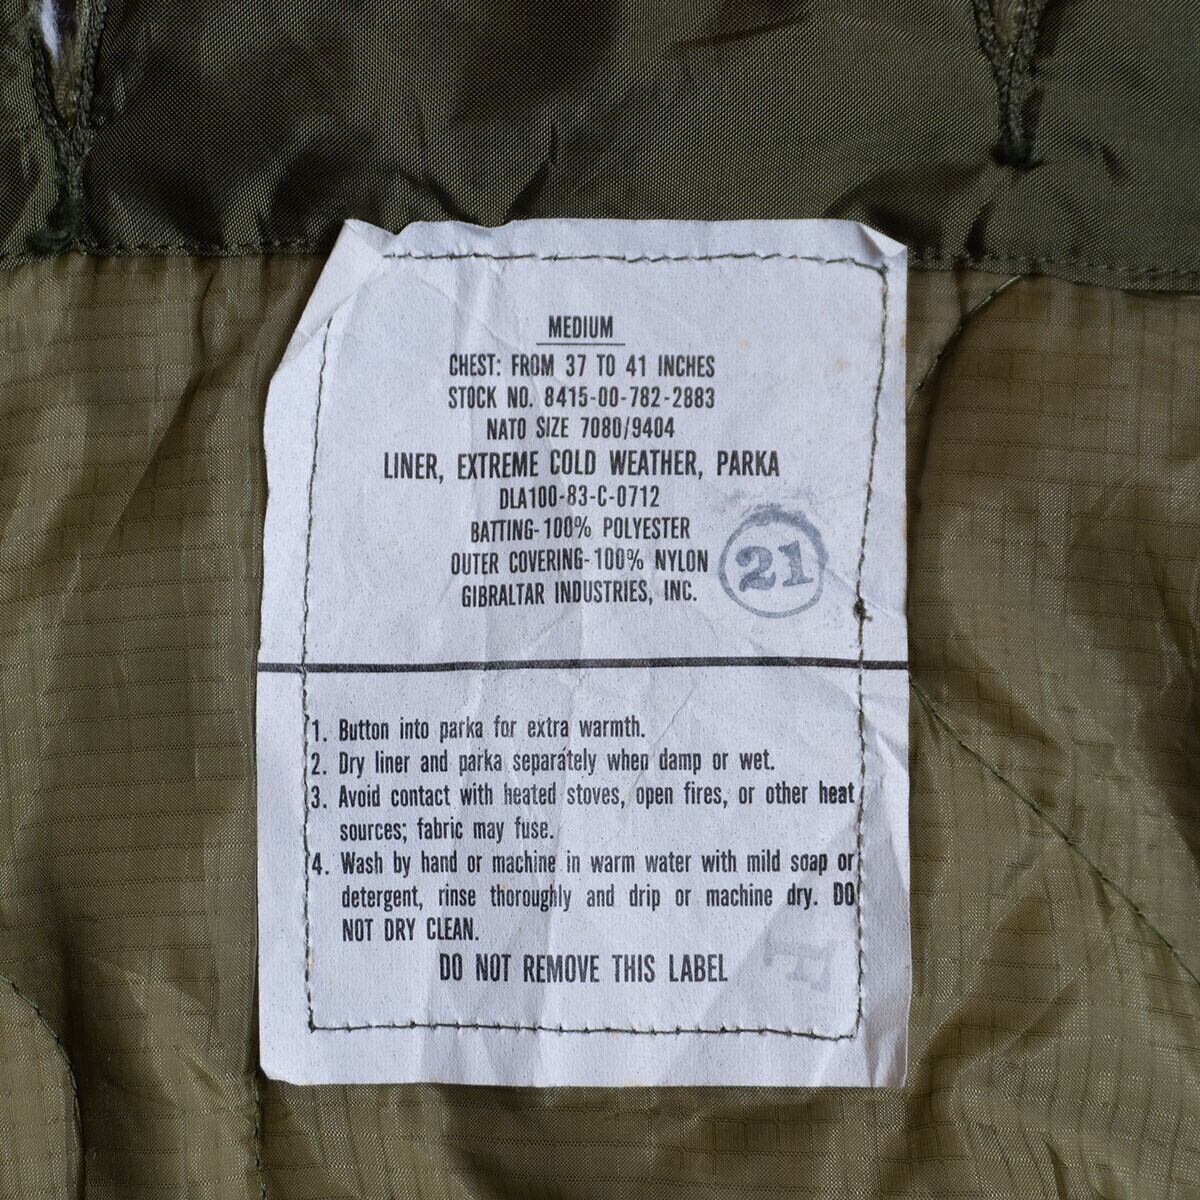 MEDIUM
CHEST: FROM 37 TO 41 INCHES
STOCK NO. 8415-00-782-2883
NATO SIZE 7080/9404
LINER, EXTREME COLD WEATHER, PARKA
DLA100-83-C-0712
BATTING-100% POLYESTER
OUTER COVERING-100% NYLON
GIBRALTAR INDUSTRIES, INC.
21
1. Button into parka for extra warmth.
2. Dry liner and parka separately when damp or wet.
3. Avoid contact with heated stoves, open fires, or other heat
sources; fabric may fuse.
4. Wash by hand or machine in warm water with mild soap or
detergent, rinse thoroughly and drip or machine dry. DO
NOT DRY CLEAN.
DO NOT REMOVE THIS LABEL